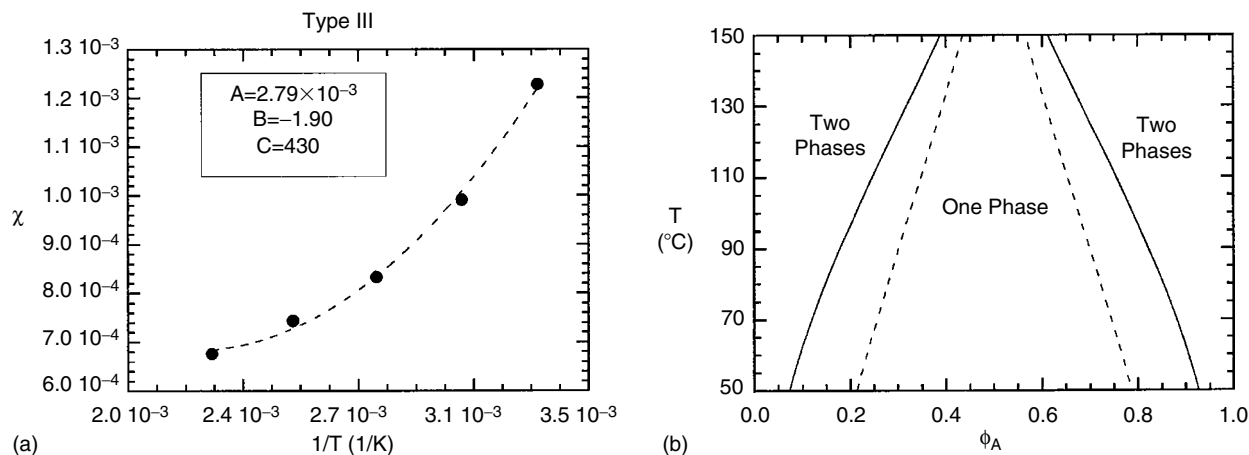 Type III
1.3 10⁻³
1.2 10⁻³
1.1 10⁻³
1.0 10⁻³
9.0 10⁻⁴
8.0 10⁻⁴
7.0 10⁻⁴
6.0 10⁻⁴
χ
A=2.79×10⁻³
B=−1.90
C=430
2.0 10⁻³ 2.4 10⁻³ 2.7 10⁻³ 3.1 10⁻³ 3.5 10⁻³
(a) 1/T (1/K)
150
130
110
90
70
50
T
(°C)
Two
Phases
One Phase
Two
Phases
0.0 0.2 0.4 0.6 0.8 1.0
(b) ϕA